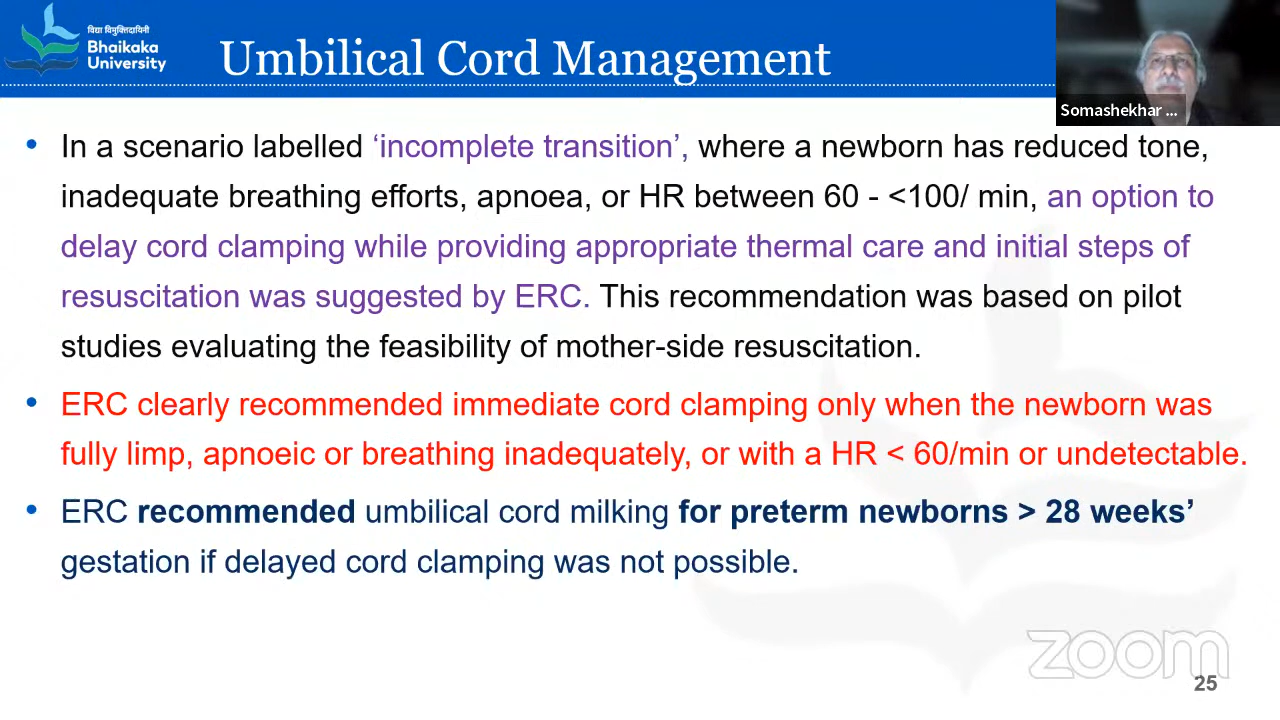 विद्या विमुक्तिदायिनी
Bhaikaka
University
Umbilical Cord Management
Somashekhar ...
• In a scenario labelled ‘incomplete transition’, where a newborn has reduced tone,
inadequate breathing efforts, apnoea, or HR between 60 - <100/ min, an option to
delay cord clamping while providing appropriate thermal care and initial steps of
resuscitation was suggested by ERC. This recommendation was based on pilot
studies evaluating the feasibility of mother-side resuscitation.
• ERC clearly recommended immediate cord clamping only when the newborn was
fully limp, apnoeic or breathing inadequately, or with a HR < 60/min or undetectable.
• ERC recommended umbilical cord milking for preterm newborns > 28 weeks’
gestation if delayed cord clamping was not possible.
zoom
25